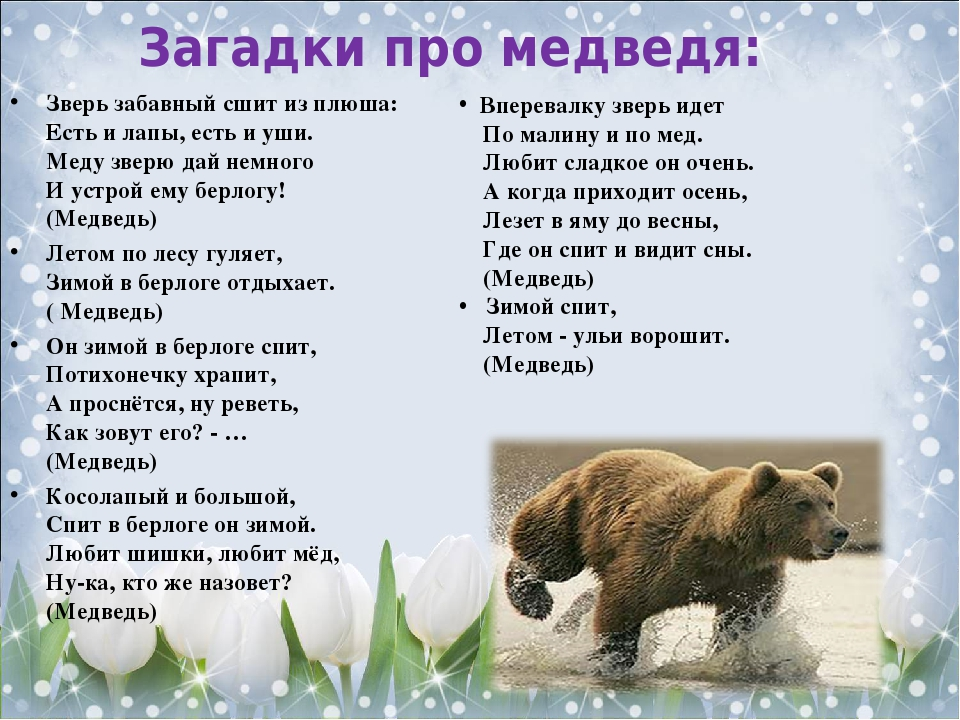 Загадки про медведя:
• Зверь забавный сшит из плюша:
Есть и лапы, есть и уши.
Меду зверю дай немного
И устрой ему берлогу!
(Медведь)
• Летом по лесу гуляет,
Зимой в берлоге отдыхает.
( Медведь)
• Он зимой в берлоге спит,
Потихонечку храпит,
А проснётся, ну реветь,
Как зовут его? - …
(Медведь)
• Косолапый и большой,
Спит в берлоге он зимой.
Любит шишки, любит мёд,
Ну-ка, кто же назовет?
(Медведь)
• Вперевалку зверь идет
По малину и по мед.
Любит сладкое он очень.
А когда приходит осень,
Лезет в яму до весны,
Где он спит и видит сны.
(Медведь)
• Зимой спит,
Летом - ульи ворошит.
(Медведь)